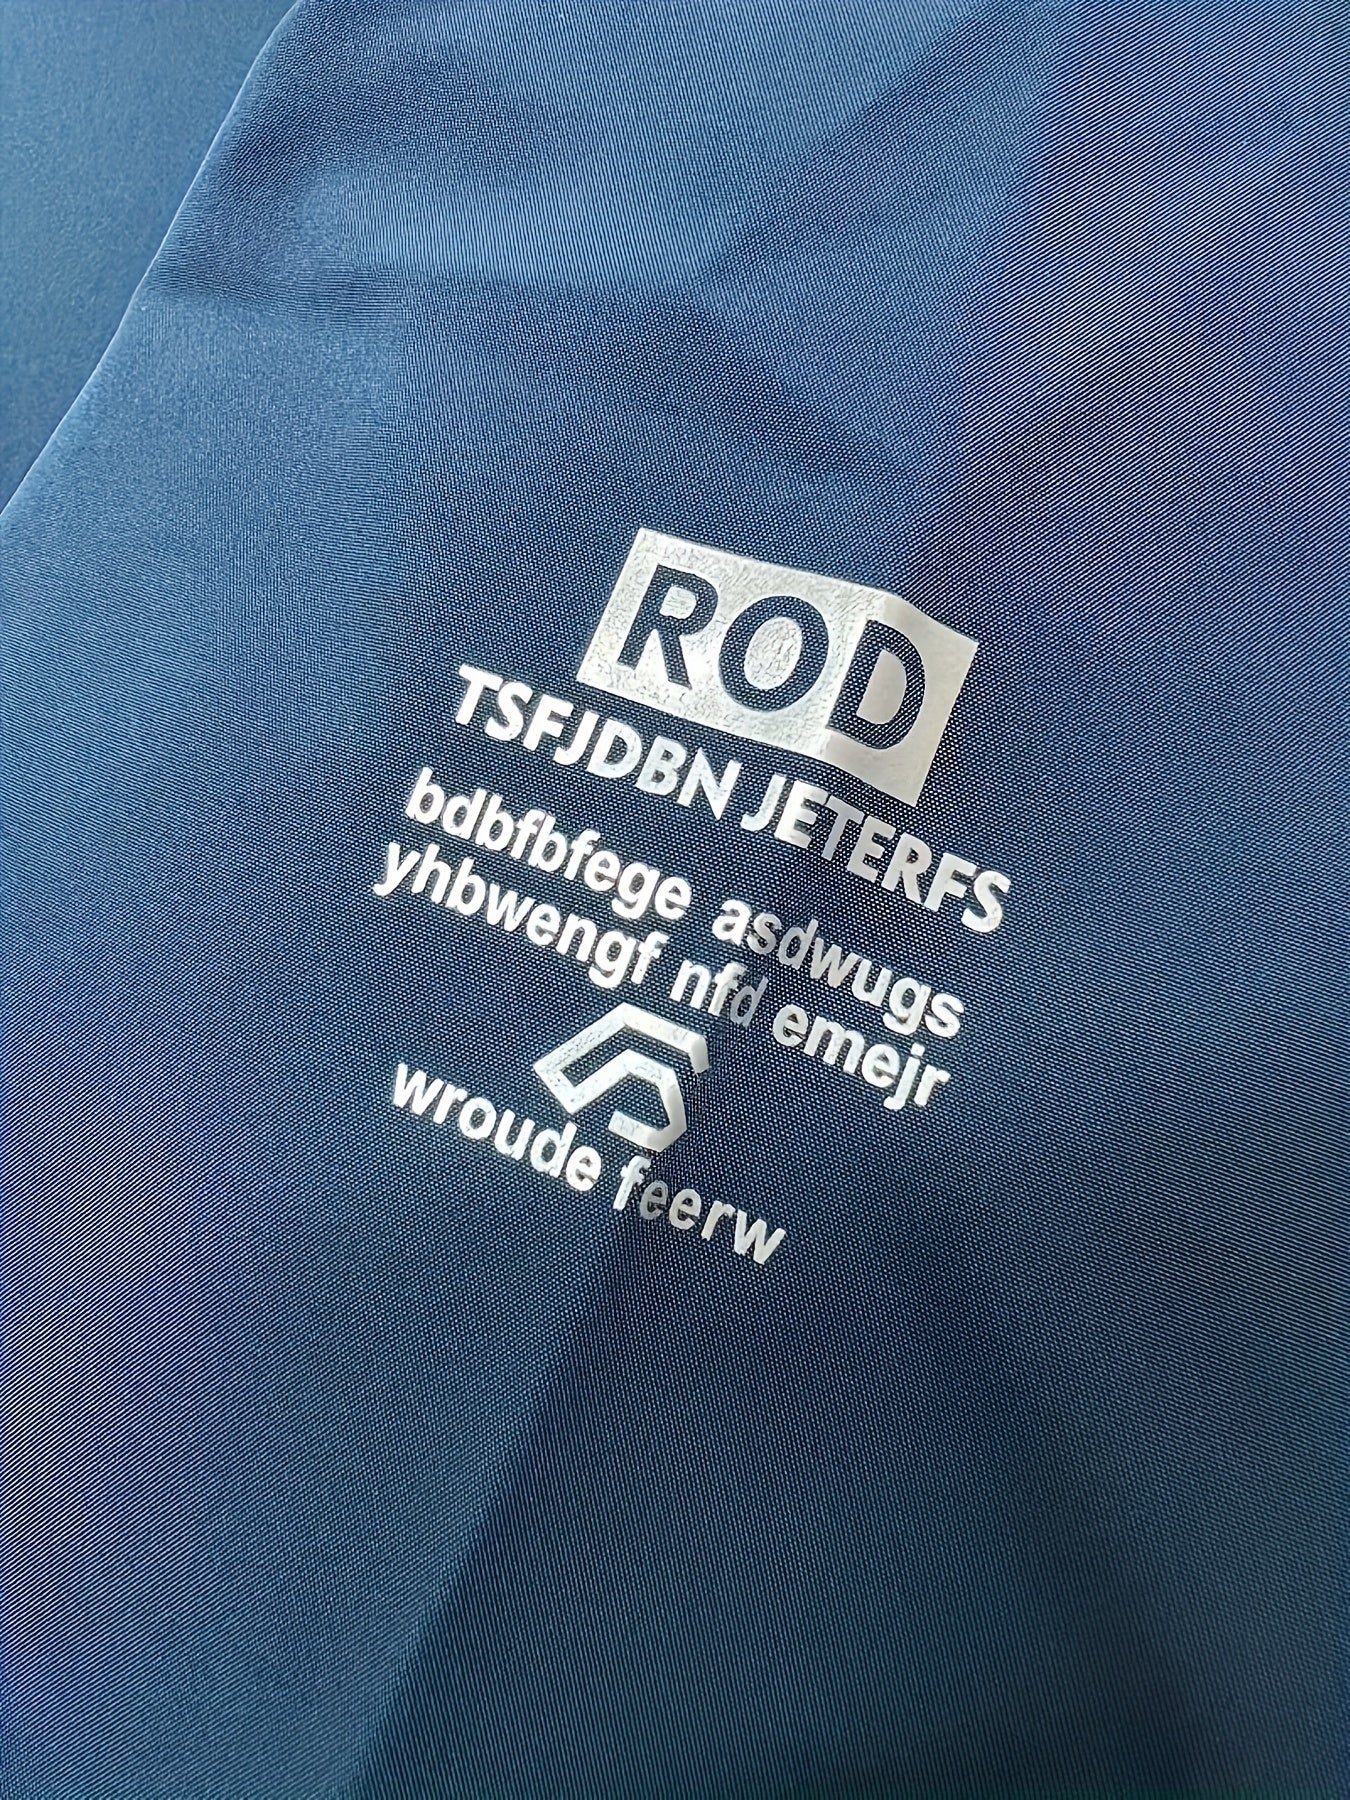 ROD
TSFJDBN JETERFS
bdbfbfege asdwugs
yhbwengf nfd emejr
wroude feerw